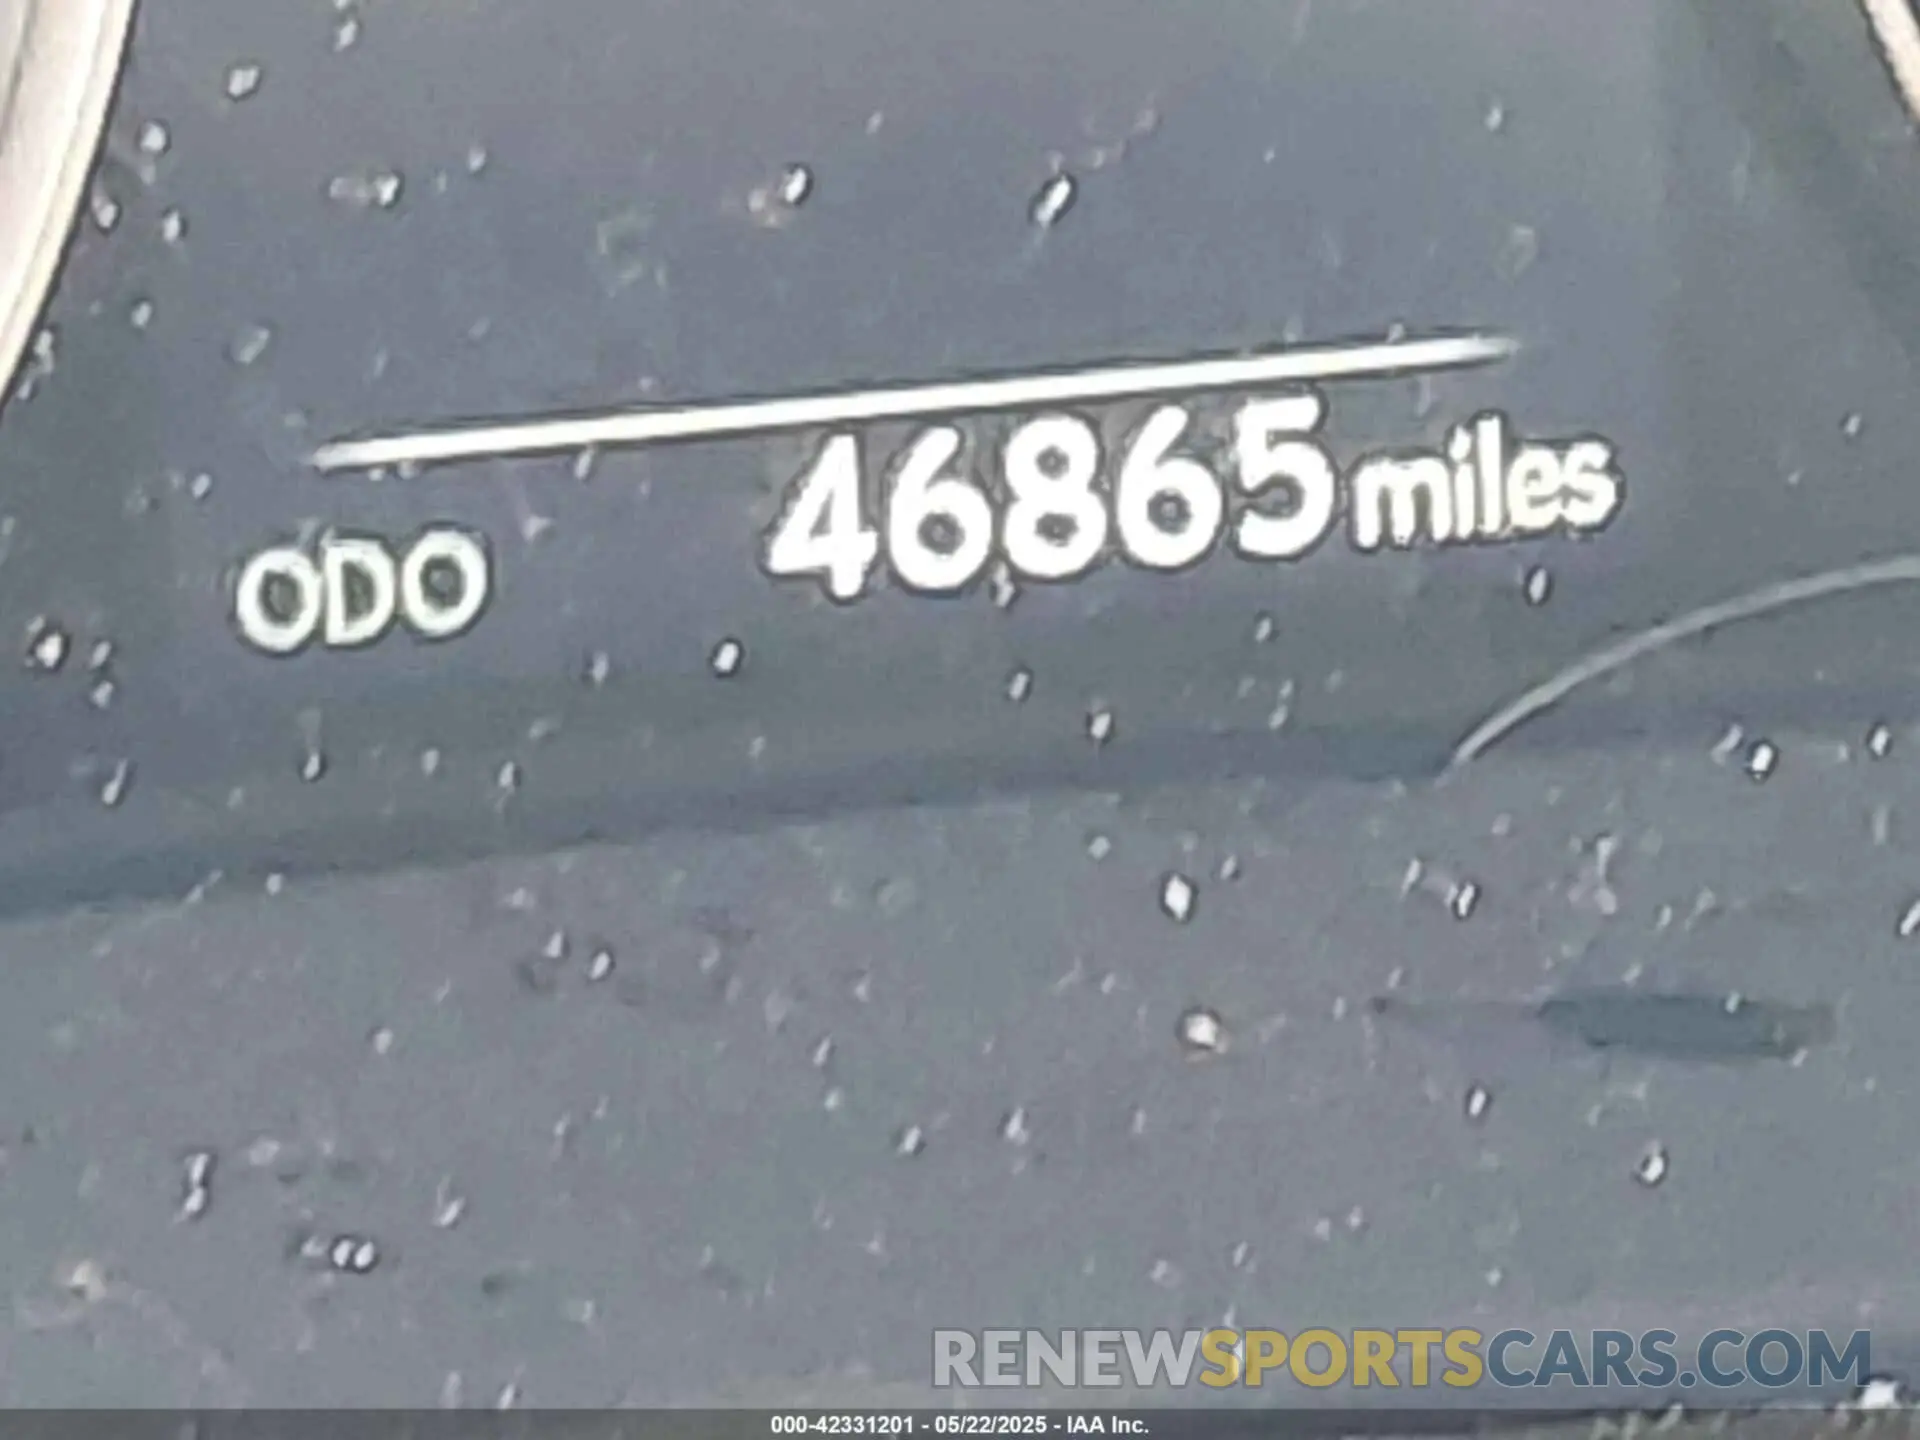 ODO 46865 miles
RENEWSPORTSCARS.COM
000-42331201 - 05/22/2025 - IAA Inc.